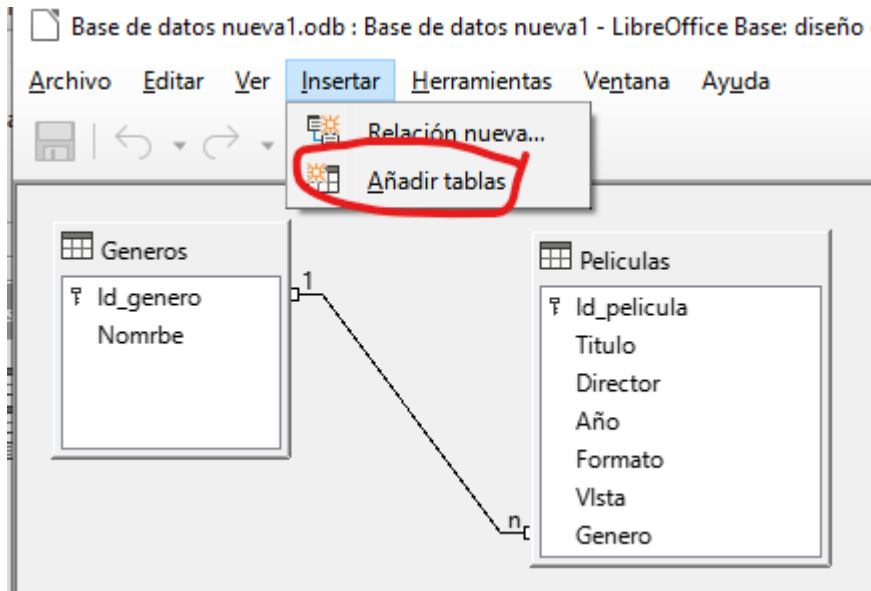 Base de datos nueva1.odb : Base de datos nueva1 - LibreOffice Base: diseño
Archivo Editar Ver Insertar Herramientas Ventana Ayuda
Relación nueva...
Añadir tablas
Generos
Id_genero
Nomrbe
1
n
Peliculas
Id_pelicula
Titulo
Director
Año
Formato
VIsta
Genero